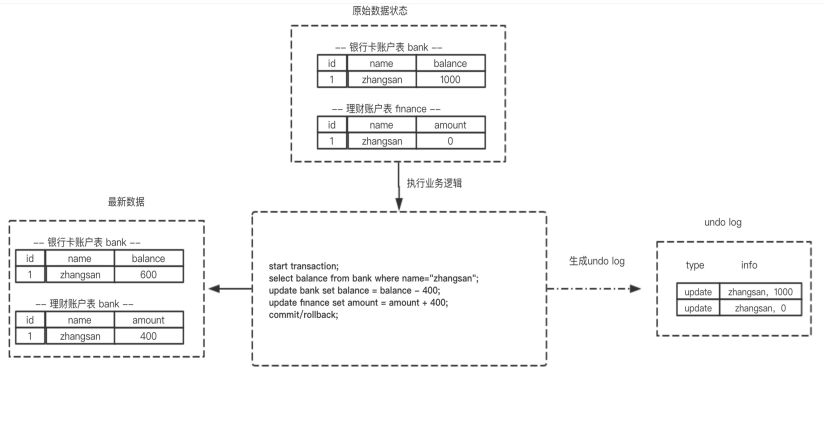 原始数据状态
—— 银行卡账户表 bank ——
id name balance
1 zhangsan 1000
—— 理财账户表 finance ——
id name amount
1 zhangsan 0
执行业务逻辑
最新数据
—— 银行卡账户表 bank ——
id name balance
1 zhangsan 600
—— 理财账户表 bank ——
id name amount
1 zhangsan 400
start transaction;
select balance from bank where name="zhangsan";
update bank set balance = balance − 400;
update finance set amount = amount + 400;
commit/rollback;
生成undo log
undo log
type info
update zhangsan，1000
update zhangsan，0